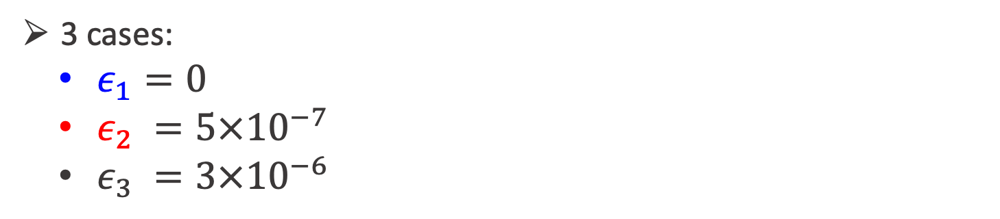 ➢ 3 cases:
• ϵ₁ = 0
• ϵ₂ = 5×10⁻⁷
• ϵ₃ = 3×10⁻⁶